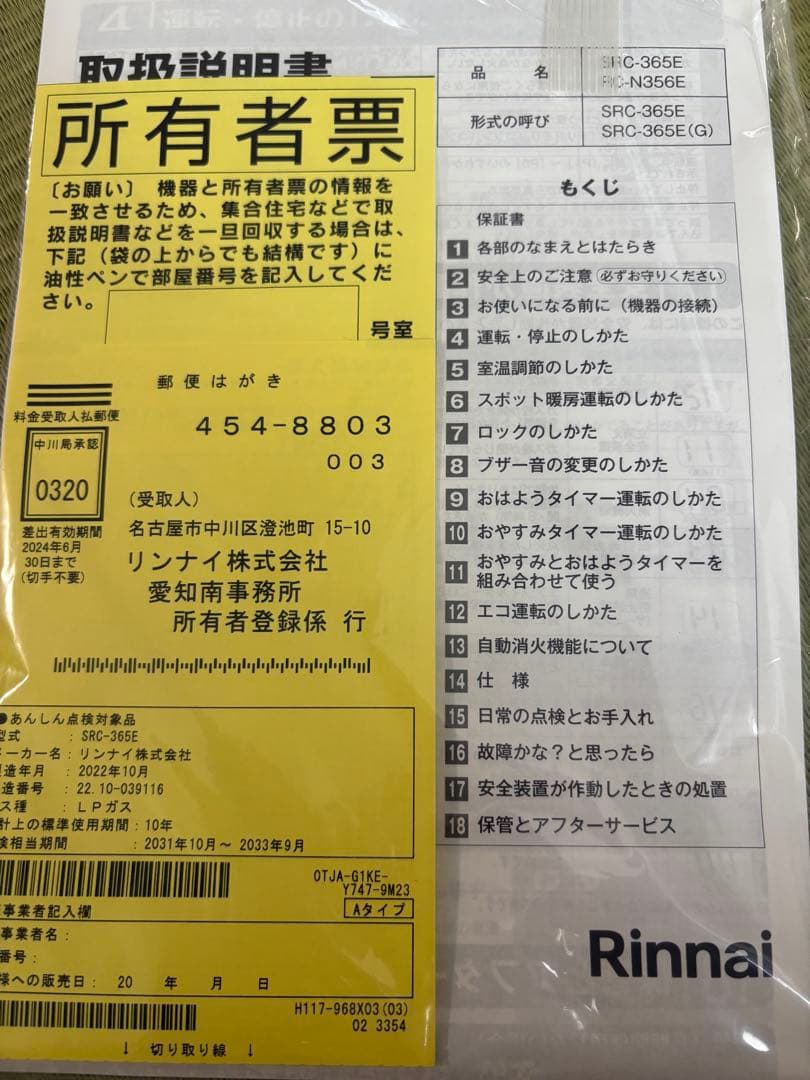 4 運転・停止の
取扱説明書
品 名
SRC-365E
RC-N356E
形式の呼び
SRC-365E
SRC-365E(G)
所有者票
〔お願い〕 機器と所有者票の情報を
一致させるため、集合住宅などで取
扱説明書などを一旦回収する場合は、
下記（袋の上からでも結構です）に
油性ペンで部屋番号を記入してくだ
さい。
号室
郵便はがき
料金受取人払郵便
中川局承認
0320
差出有効期間
2024年6月
30日まで
(切手不要)
454-8803
003
(受取人)
名古屋市中川区澄池町 15-10
リンナイ株式会社
愛知南事務所
所有者登録係 行
●あんしん点検対象品
型式 : SRC-365E
メーカー名 : リンナイ株式会社
製造年月 : 2022年10月
造番号 : 22.10-039116
ス種 : LPガス
計上の標準使用期間 : 10年
検相当期間 : 2031年10月～ 2033年9月
0TJA-G1KE-
Y747-9M23
事業者記入欄
Aタイプ
事業者名 :
番号 :
様への販売日 : 20 年 月 日
H117-968X03(03)
02 3354
↓ 切り取り線 ↓
もくじ
保証書
1 各部のなまえとはたらき
2 安全上のご注意 (必ずお守りください)
3 お使いになる前に（機器の接続）
4 運転・停止のしかた
5 室温調節のしかた
6 スポット暖房運転のしかた
7 ロックのしかた
8 ブザー音の変更のしかた
9 おはようタイマー運転のしかた
10 おやすみタイマー運転のしかた
11 おやすみとおはようタイマーを
組み合わせて使う
12 エコ運転のしかた
13 自動消火機能について
14 仕 様
15 日常の点検とお手入れ
16 故障かな？と思ったら
17 安全装置が作動したときの処置
18 保管とアフターサービス
Rinnai